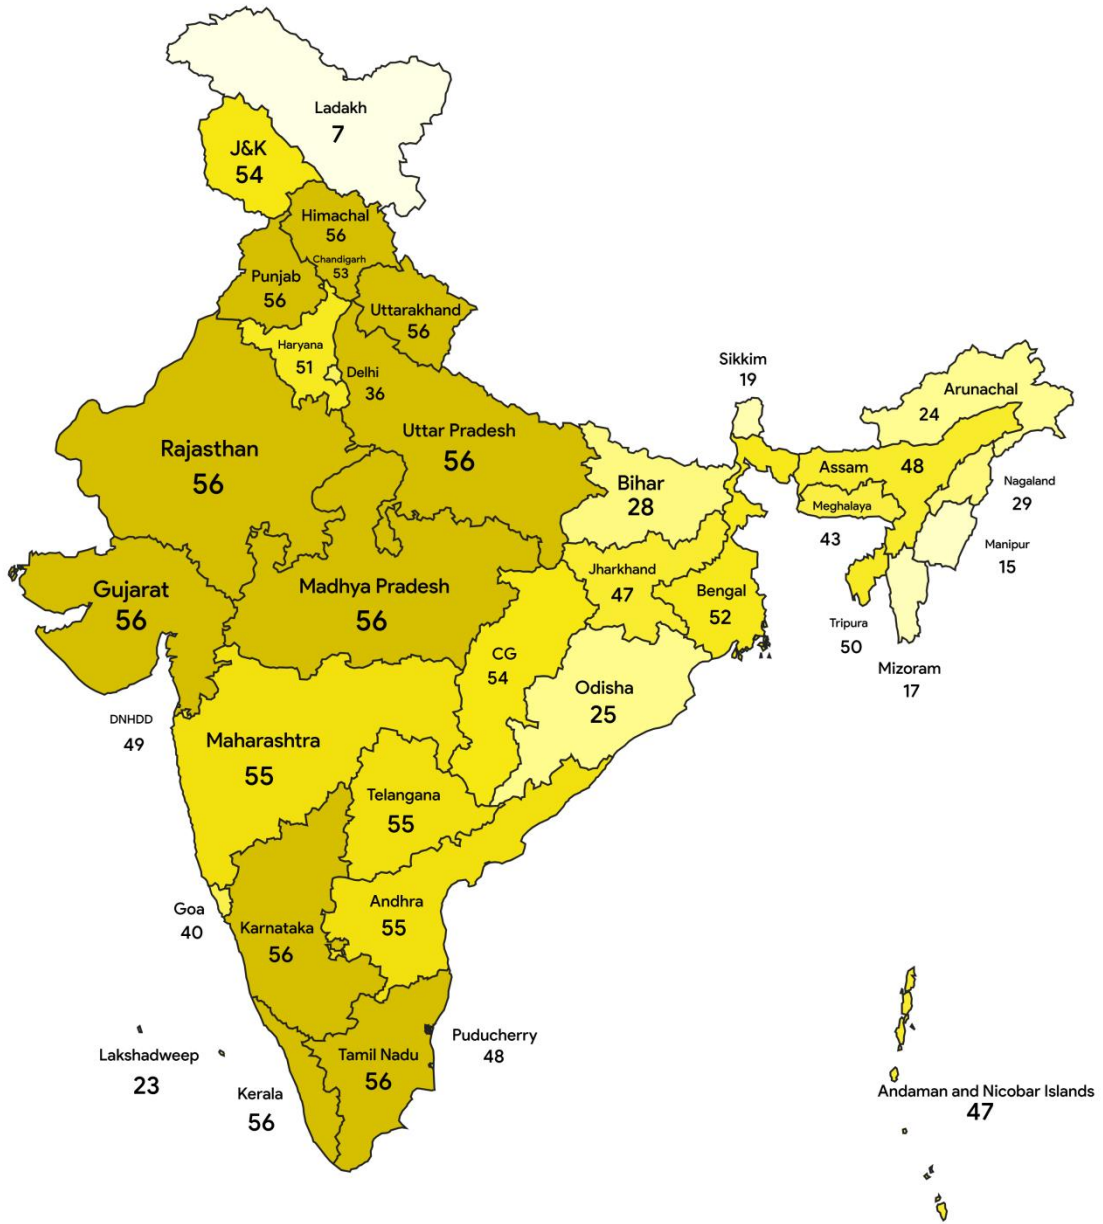 Ladakh
7
J&K
54
Himachal
56
Chandigarh
53
Punjab
56
Uttarakhand
56
Haryana
51
Delhi
36
Sikkim
19
Arunachal
24
Rajasthan
56
Uttar Pradesh
56
Bihar
28
Assam 48
Meghalaya
43
Nagaland
29
Manipur
15
Gujarat
56
Madhya Pradesh
56
Jharkhand
47
Bengal
52
Tripura
50
Mizoram
17
CG
54
Odisha
25
DNHDD
49
Maharashtra
55
Telangana
55
Goa
40
Karnataka
56
Andhra
55
Lakshadweep
23
Kerala
56
Tamil Nadu
56
Puducherry
48
Andaman and Nicobar Islands
47